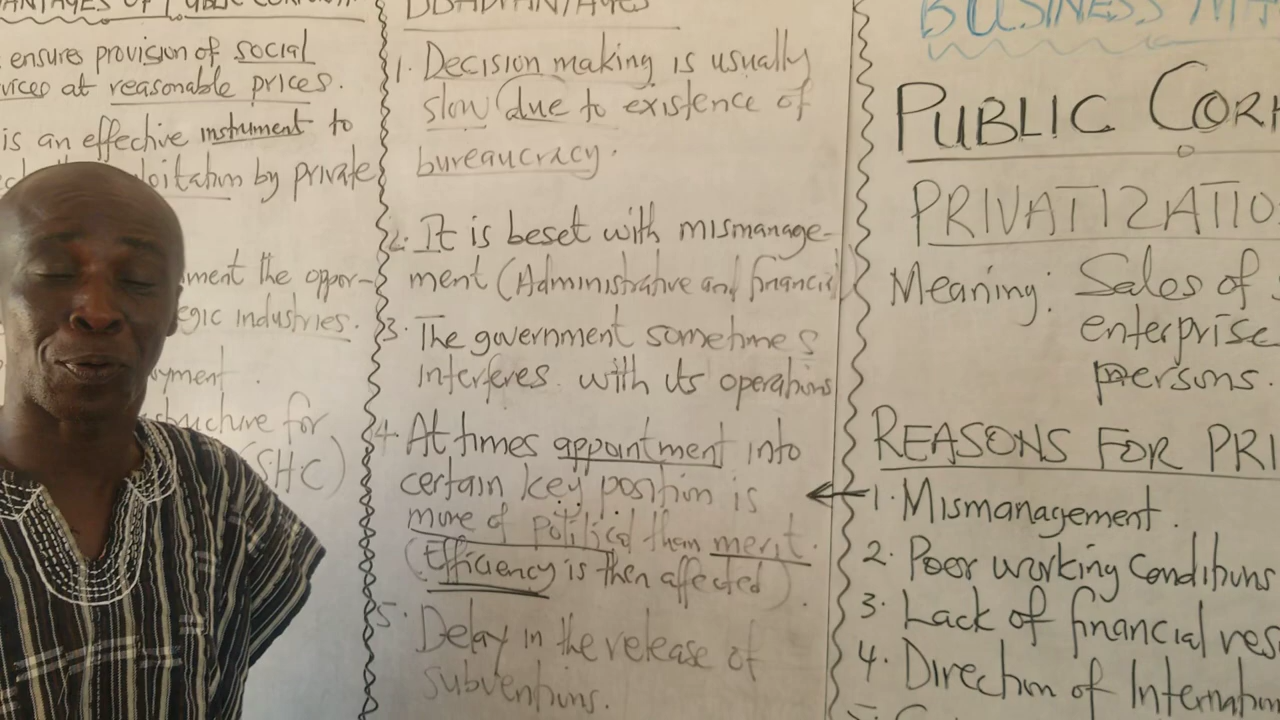 ANTAGES OF PUBLIC
ensures provision of social
vices at reasonable prices.
is an effective instrument to
loitation by private
ment the oppor-
egic industries.
yment.
structure for
(SHC)
DISADVANTAGES
1. Decision making is usually
slow (due to existence of
bureaucracy.
2. It is beset with mismanage-
ment (Administrative and financial
3. The government sometimes
interferes with its operations
4. At times appointment into
certain key position is
more of political than merit.
(Efficiency is then affected).
5. Delay in the release of
subventions.
BUSINESS
PUBLIC COR
PRIVATIZATIO
Meaning: Sales of
enterprise
persons.
REASONS FOR PRI
1. Mismanagement.
2. Poor working conditions
3. Lack of financial res
4. Direction of Internation